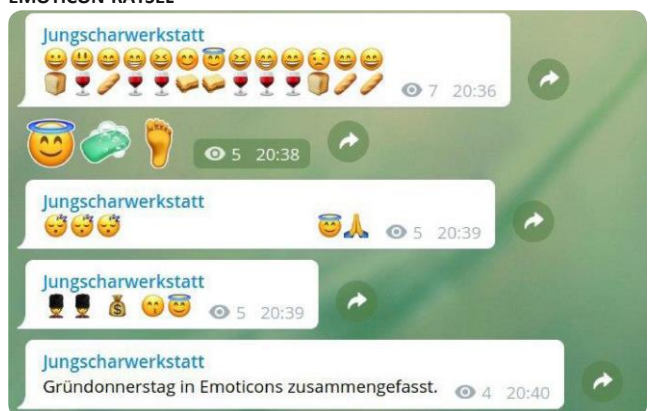 EMOTICON-RÄTSEL
Jungscharwerkstatt
7 20:36
5 20:38
Jungscharwerkstatt
5 20:39
Jungscharwerkstatt
5 20:39
Jungscharwerkstatt
Gründonnerstag in Emoticons zusammengefasst. 4 20:40